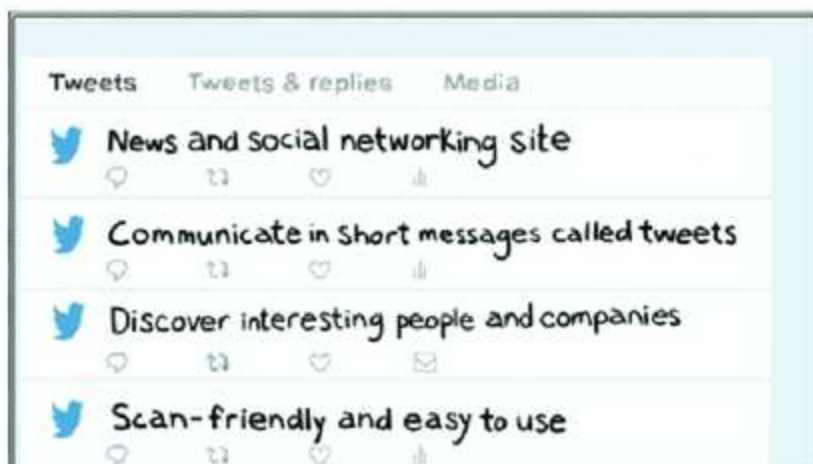 Tweets Tweets & replies Media
News and social networking site
Communicate in short messages called tweets
Discover interesting people and companies
Scan-friendly and easy to use